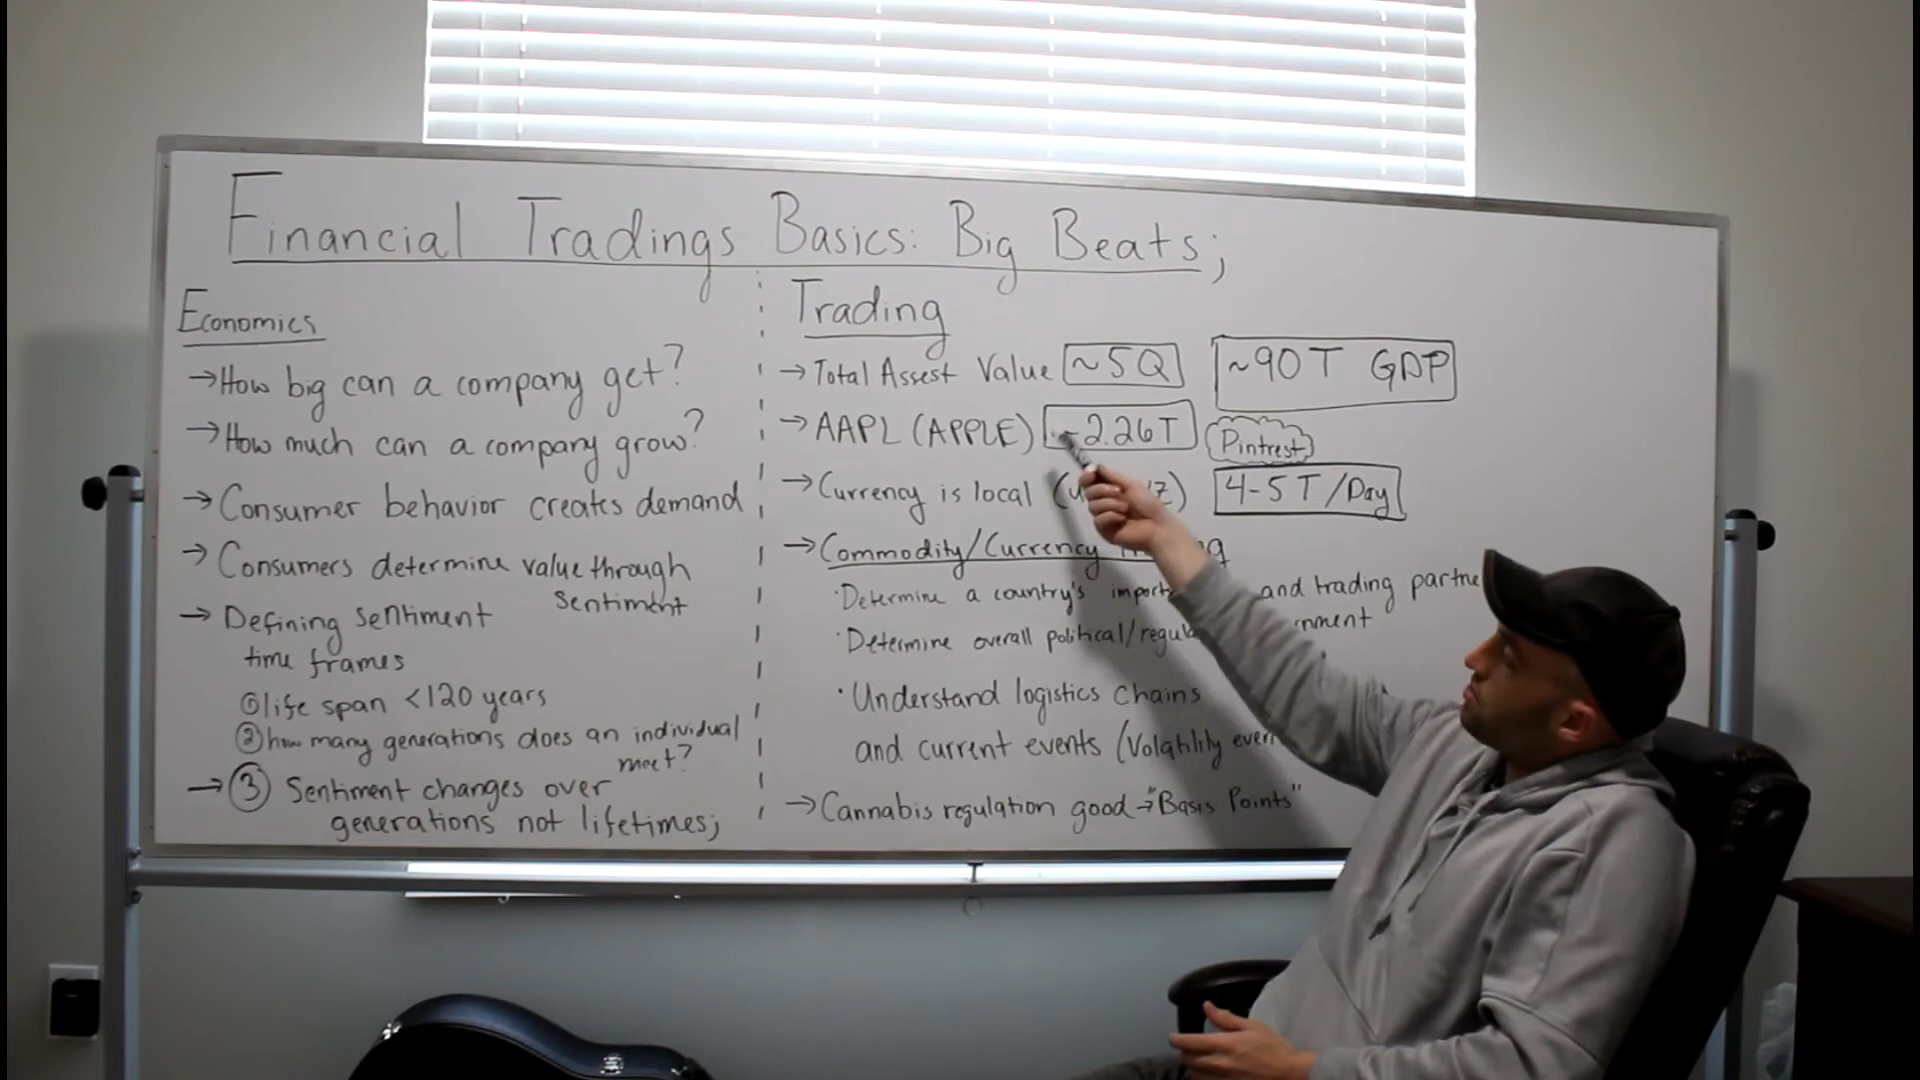 Financial Tradings Basics: Big Beats;
Economics
→How big can a company get?
→How much can a company grow?
→Consumer behavior creates demand
→Consumers determine value through
sentiment
→Defining sentiment
time frames
①life span <120 years
②how many generations does an individual
meet?
→③ Sentiment changes over
generations not lifetimes;
Trading
→Total Assest Value ~5Q ~90T GDP
→AAPL (APPLE) ~2.26T Pintrest
→Currency is local 4-5T/Day
→Commodity/Currency
·Determine a country's and trading
·Determine overall political/
·Understand logistics chains
and current events (Volatility
→Cannabis regulation good→"Basis Points"